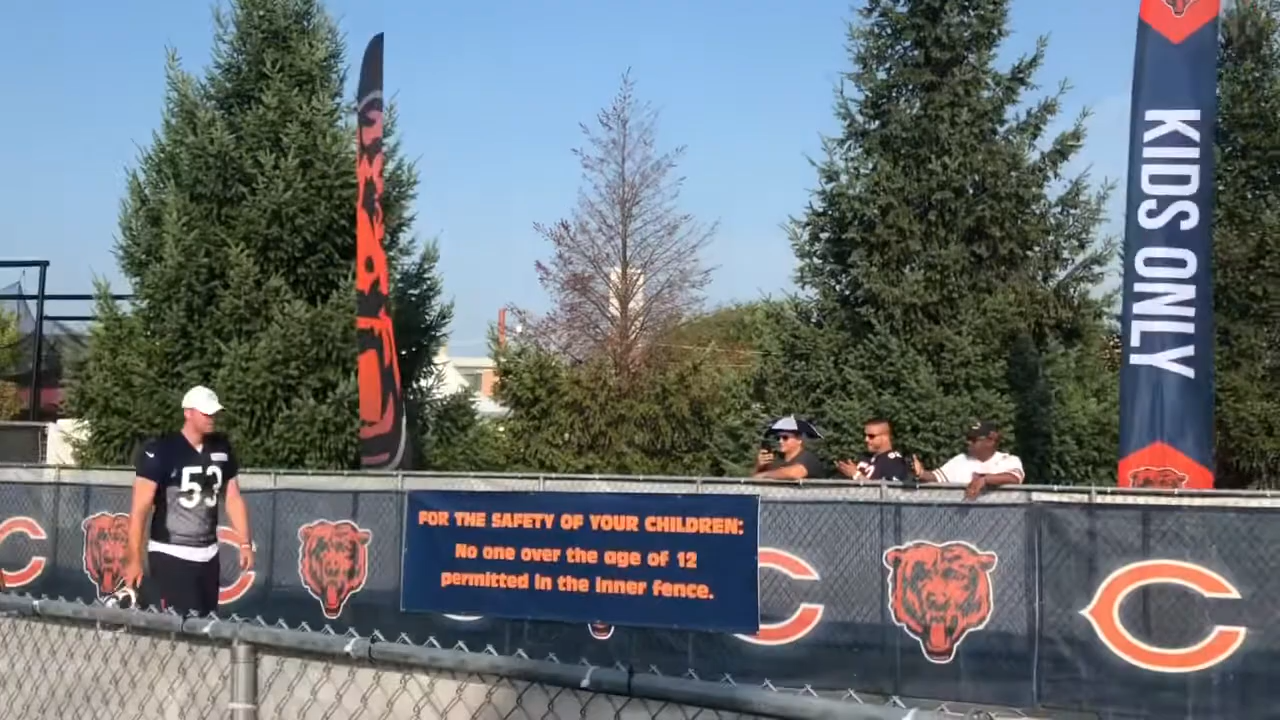 KIDS ONLY
53
FOR THE SAFETY OF YOUR CHILDREN:
No one over the age of 12
permitted in the inner fence.